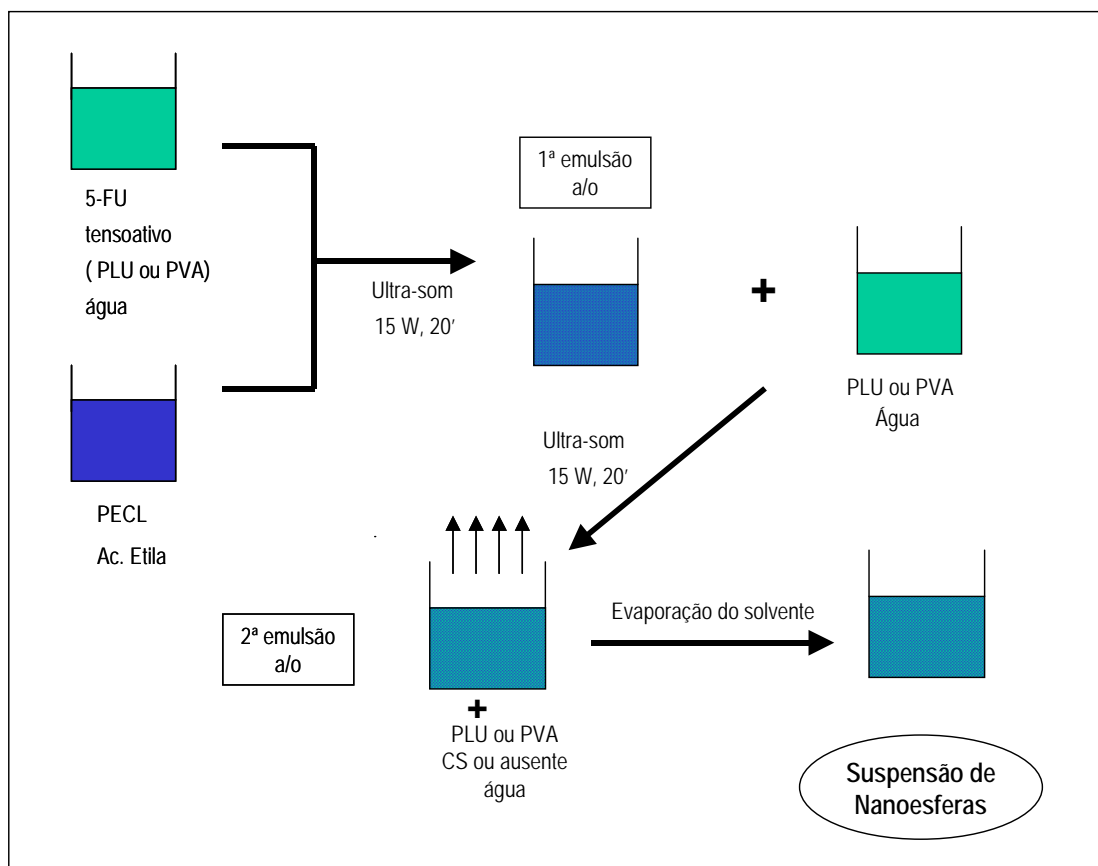 5-FU
tensoativo
( PLU ou PVA)
água
PECL
Ac. Etila
Ultra-som
15 W, 20’
1ª emulsão
a/o
+
PLU ou PVA
Água
Ultra-som
15 W, 20’
2ª emulsão
a/o
+
PLU ou PVA
CS ou ausente
água
Evaporação do solvente
Suspensão de
Nanoesferas